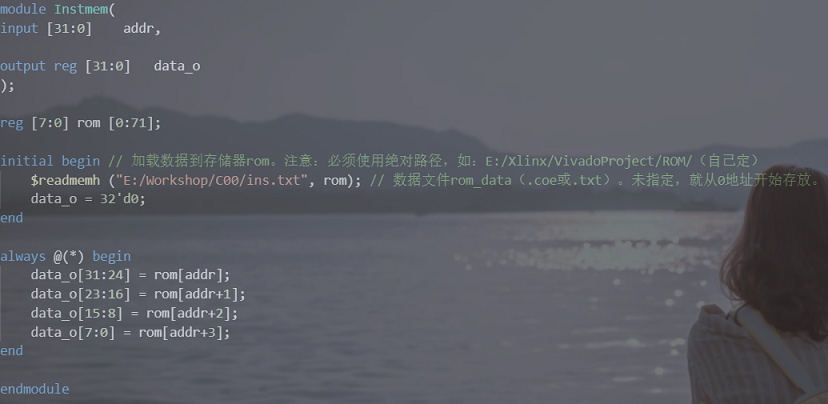 module Instmem(
input [31:0]    addr,
output reg [31:0]   data_o
);
reg [7:0] rom [0:71];
initial begin // 加载数据到存储器rom。注意：必须使用绝对路径，如：E:/Xlinx/VivadoProject/ROM/（自己定）
    $readmemh ("E:/Workshop/C00/ins.txt", rom); // 数据文件rom_data（.coe或.txt）。未指定，就从0地址开始存放。
    data_o = 32'd0;
end
always @(*) begin
    data_o[31:24] = rom[addr];
    data_o[23:16] = rom[addr+1];
    data_o[15:8] = rom[addr+2];
    data_o[7:0] = rom[addr+3];
end
endmodule